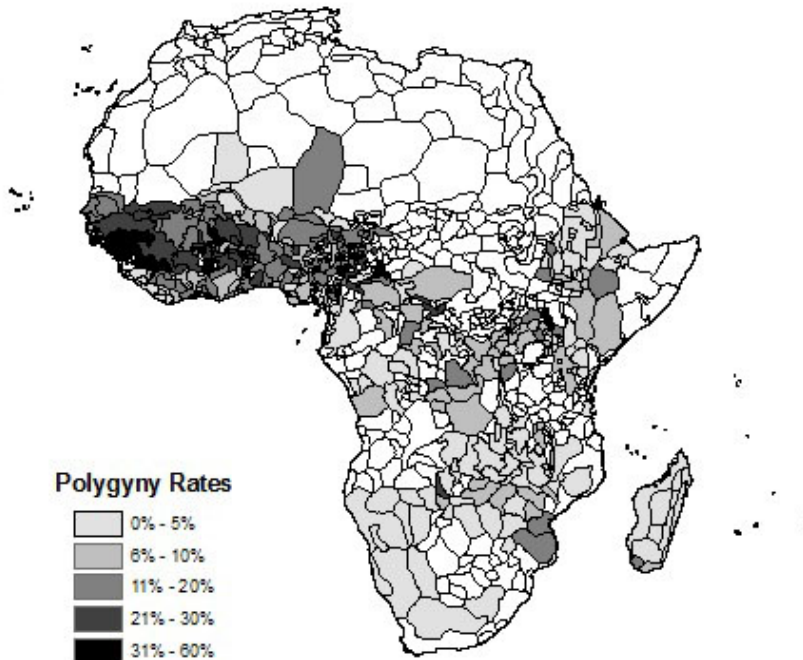 Polygyny Rates
0% - 5%
6% - 10%
11% - 20%
21% - 30%
31% - 60%